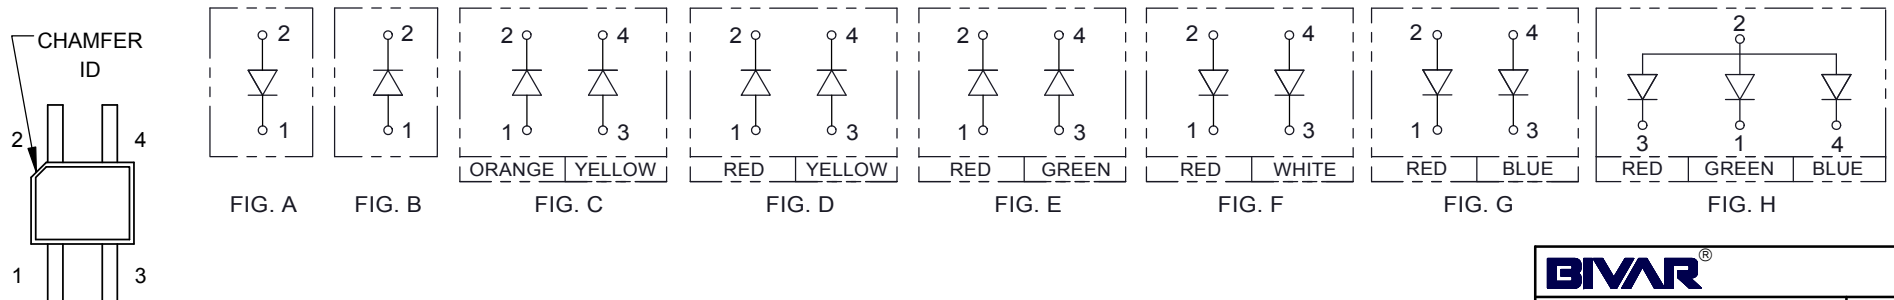 CHAMFER
ID
2 4
1 3
2
1
FIG. A
2
1
FIG. B
2 4
1 3
ORANGE YELLOW
FIG. C
2 4
1 3
RED YELLOW
FIG. D
2 4
1 3
RED GREEN
FIG. E
2 4
1 3
RED WHITE
FIG. F
2 4
1 3
RED BLUE
FIG. G
2
3 1 4
RED GREEN BLUE
FIG. H
BIVAR®